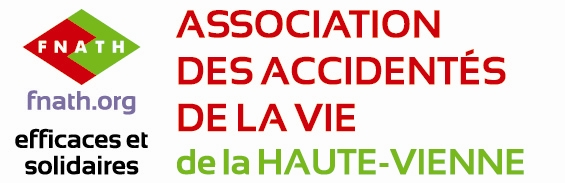 FNATH
fnath.org
efficaces et
solidaires
ASSOCIATION
DES ACCIDENTÉS
DE LA VIE
de la HAUTE-VIENNE